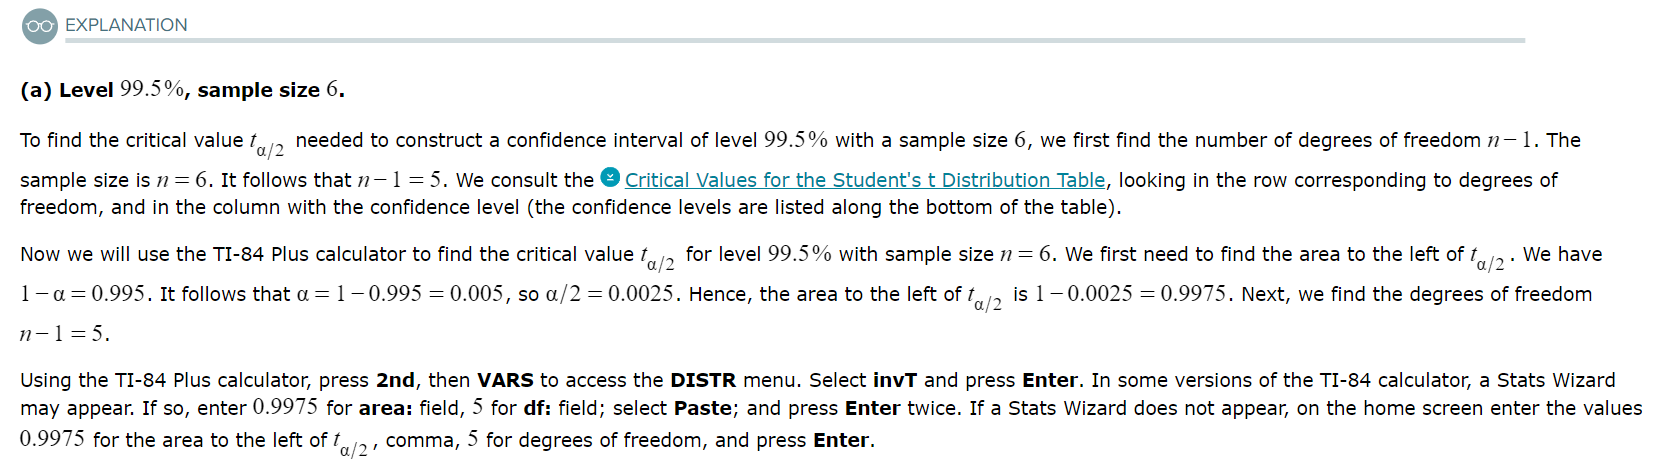 EXPLANATION
(a) Level 99.5%, sample size 6.
To find the critical value t_{α/2} needed to construct a confidence interval of level 99.5% with a sample size 6, we first find the number of degrees of freedom n−1. The
sample size is n=6. It follows that n−1=5. We consult the Critical Values for the Student's t Distribution Table, looking in the row corresponding to degrees of
freedom, and in the column with the confidence level (the confidence levels are listed along the bottom of the table).
Now we will use the TI-84 Plus calculator to find the critical value t_{α/2} for level 99.5% with sample size n=6. We first need to find the area to the left of t_{α/2}. We have
1−α=0.995. It follows that α=1−0.995=0.005, so α/2=0.0025. Hence, the area to the left of t_{α/2} is 1−0.0025=0.9975. Next, we find the degrees of freedom
n−1=5.
Using the TI-84 Plus calculator, press 2nd, then VARS to access the DISTR menu. Select invT and press Enter. In some versions of the TI-84 calculator, a Stats Wizard
may appear. If so, enter 0.9975 for area: field, 5 for df: field; select Paste; and press Enter twice. If a Stats Wizard does not appear, on the home screen enter the values
0.9975 for the area to the left of t_{α/2}, comma, 5 for degrees of freedom, and press Enter.